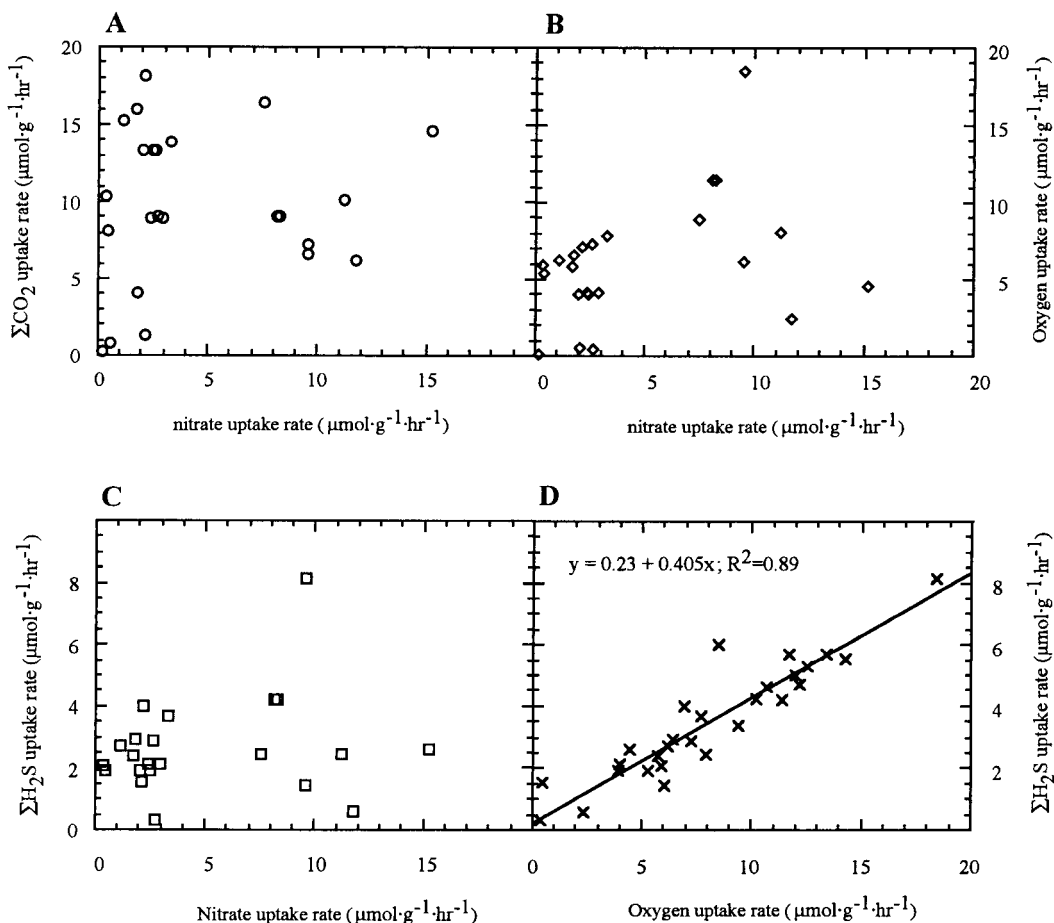 A
B
20
15
10
5
0
ΣCO2 uptake rate (μmol·g-1·hr-1)
0 5 10 15
nitrate uptake rate (μmol·g-1·hr-1)
20
15
10
5
Oxygen uptake rate (μmol·g-1·hr-1)
0 5 10 15 20
nitrate uptake rate (μmol·g-1·hr-1)
C
D
8
6
4
2
0
ΣH2S uptake rate (μmol·g-1·hr-1)
0 5 10 15
Nitrate uptake rate (μmol·g-1·hr-1)
y = 0.23 + 0.405x; R2=0.89
8
6
4
2
ΣH2S uptake rate (μmol·g-1·hr-1)
0 5 10 15 20
Oxygen uptake rate (μmol·g-1·hr-1)